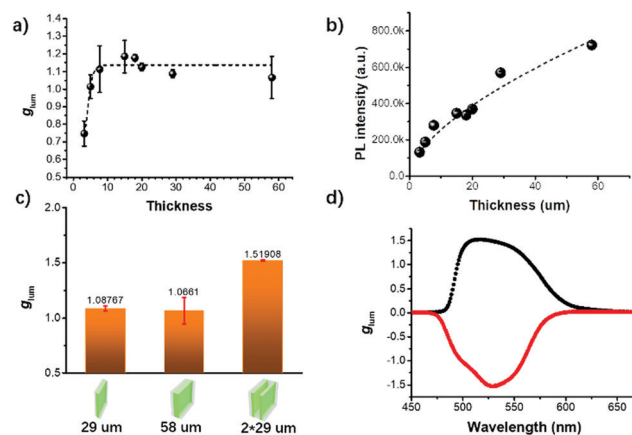 a)
1.4
1.3
1.2
1.1
1.0
0.9
0.8
0.7
0.6
0.5
glum
0 10 20 30 40 50 60
Thickness
b)
800.0k
600.0k
400.0k
200.0k
0.0
PL intensity (a.u.)
0 20 40 60
Thickness (um)
c)
2.0
1.5
1.0
0.5
glum
1.08767
1.0661
1.51908
29 um 58 um 2*29 um
d)
1.5
1.0
0.5
0.0
-0.5
-1.0
-1.5
glum
450 500 550 600 650
Wavelength (nm)